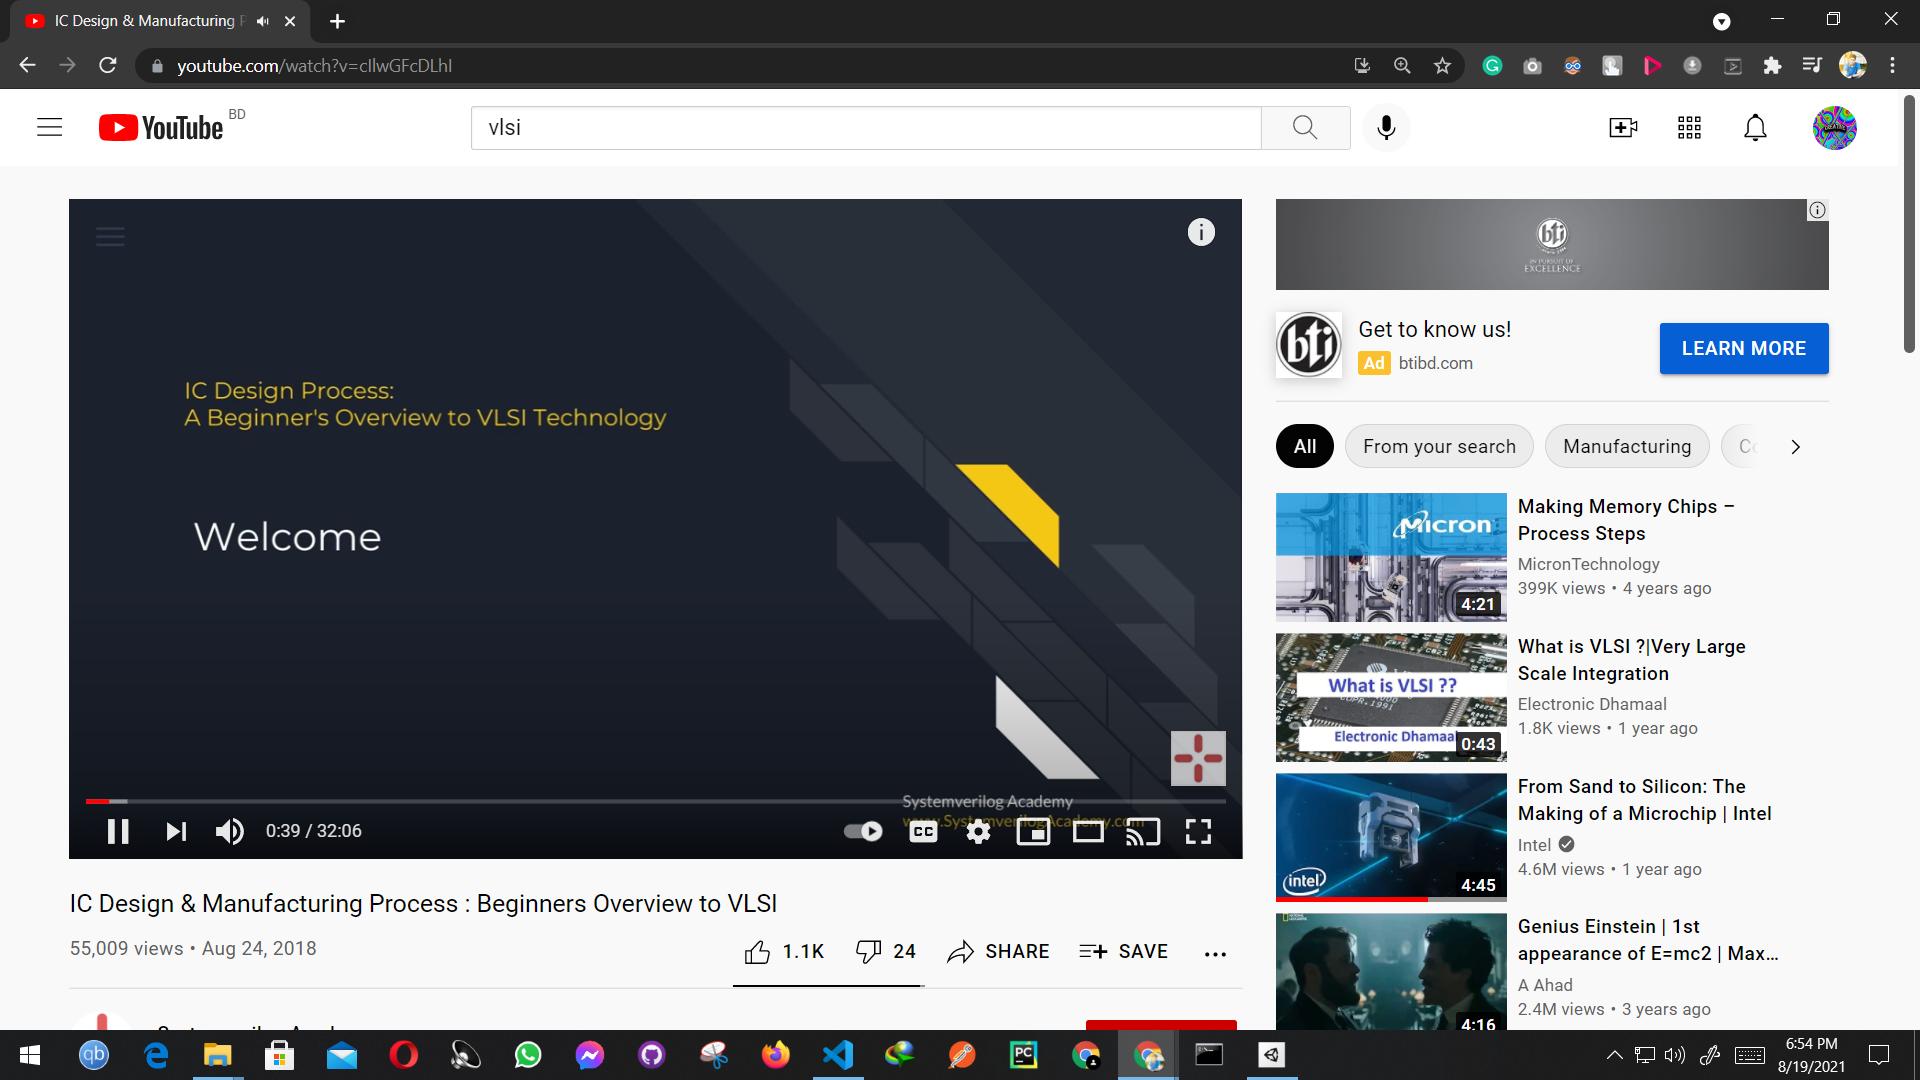 IC Design & Manufacturing P
youtube.com/watch?v=cIlwGFcDLhI
YouTube BD
vlsi
IC Design Process:
A Beginner's Overview to VLSI Technology
Welcome
Systemverilog Academy
www.SystemverilogAcademy.com
0:39 / 32:06
CC
IC Design & Manufacturing Process : Beginners Overview to VLSI
55,009 views • Aug 24, 2018
1.1K
24
SHARE
SAVE
bti
IN PURSUIT OF
EXCELLENCE
bti
Get to know us!
Ad btibd.com
LEARN MORE
All
From your search
Manufacturing
Micron
4:21
Making Memory Chips –
Process Steps
MicronTechnology
399K views • 4 years ago
What is VLSI ??
Electronic Dhamaal
0:43
What is VLSI ?|Very Large
Scale Integration
Electronic Dhamaal
1.8K views • 1 year ago
intel
4:45
From Sand to Silicon: The
Making of a Microchip | Intel
Intel
4.6M views • 1 year ago
4:16
Genius Einstein | 1st
appearance of E=mc2 | Max...
A Ahad
2.4M views • 3 years ago
qb
PC
6:54 PM
8/19/2021